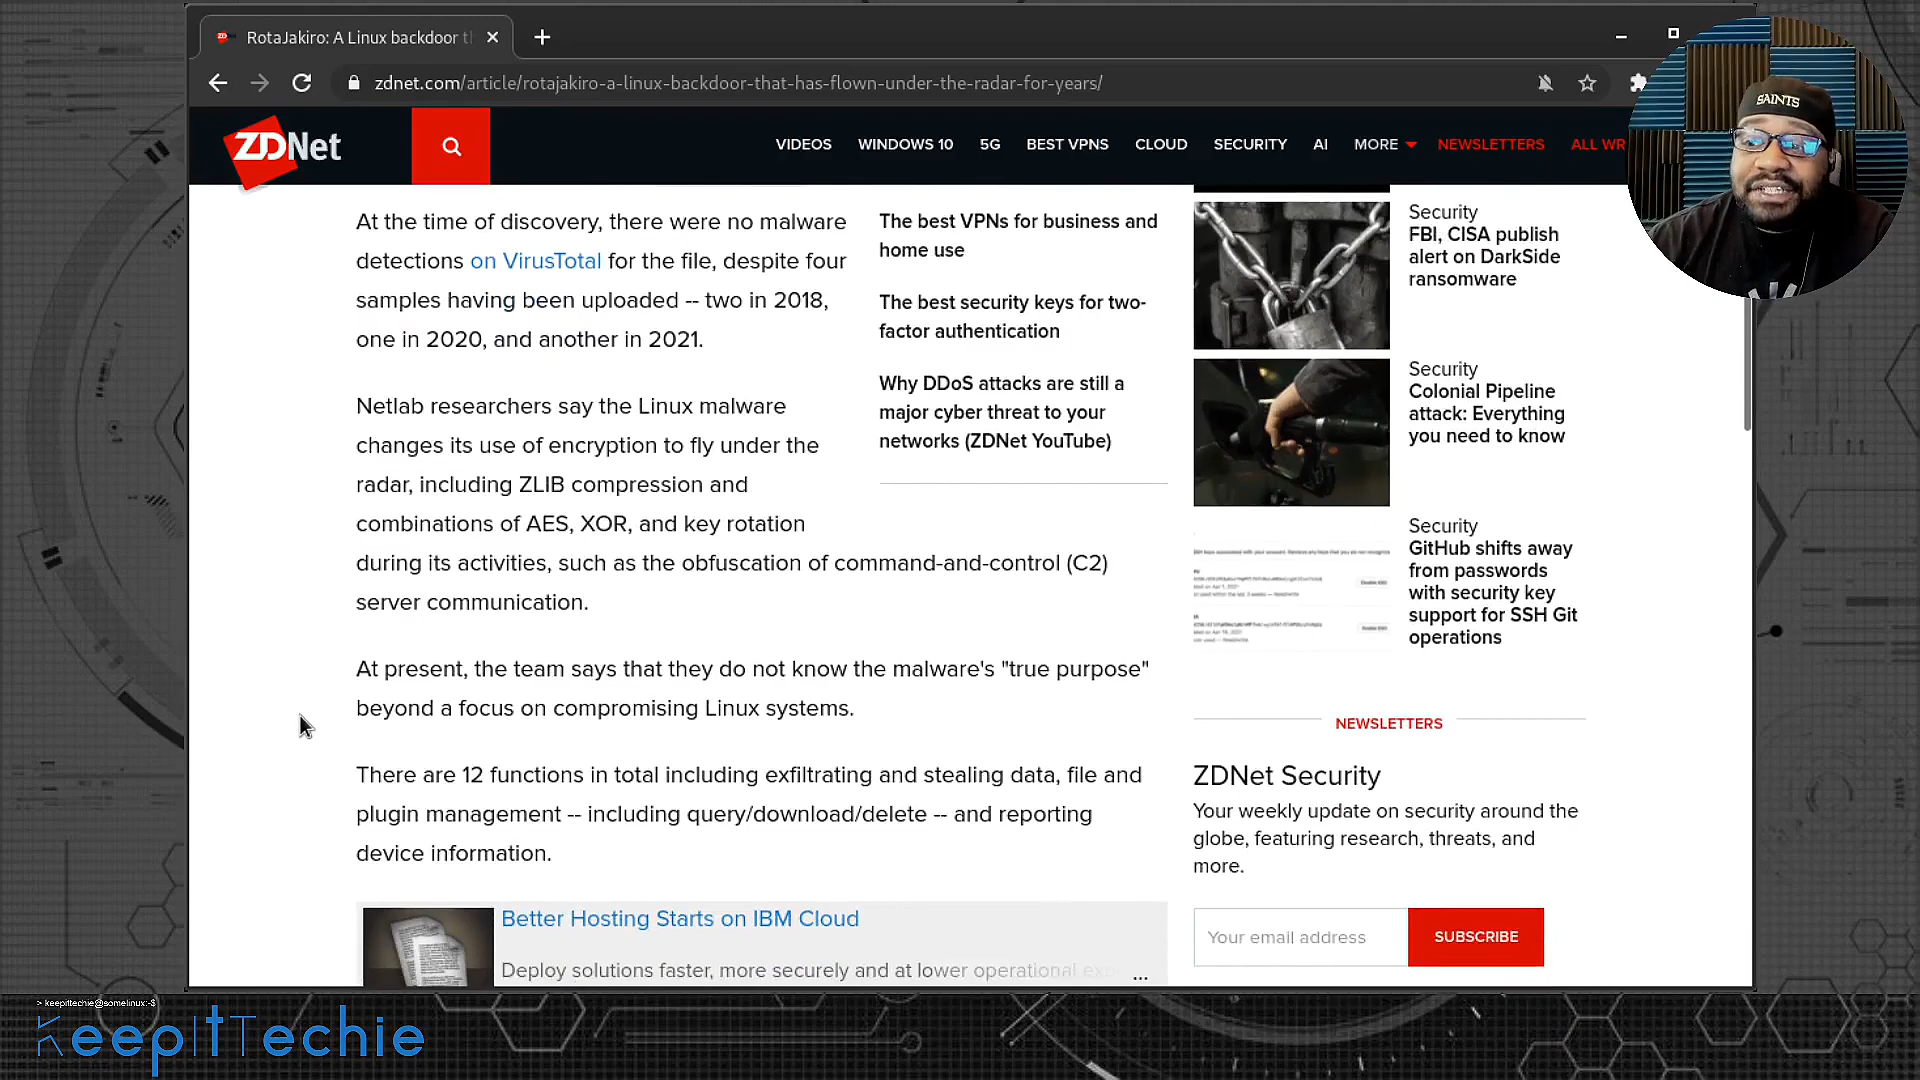 RotaJakiro: A Linux backdoor t
zdnet.com/article/rotajakiro-a-linux-backdoor-that-has-flown-under-the-radar-for-years/
ZDNet
VIDEOS WINDOWS 10 5G BEST VPNS CLOUD SECURITY AI MORE NEWSLETTERS ALL WR
SAINTS
At the time of discovery, there were no malware
detections on VirusTotal for the file, despite four
samples having been uploaded -- two in 2018,
one in 2020, and another in 2021.
Netlab researchers say the Linux malware
changes its use of encryption to fly under the
radar, including ZLIB compression and
combinations of AES, XOR, and key rotation
during its activities, such as the obfuscation of command-and-control (C2)
server communication.
At present, the team says that they do not know the malware's "true purpose"
beyond a focus on compromising Linux systems.
There are 12 functions in total including exfiltrating and stealing data, file and
plugin management -- including query/download/delete -- and reporting
device information.
Better Hosting Starts on IBM Cloud
Deploy solutions faster, more securely and at lower operational
...
The best VPNs for business and
home use
The best security keys for two-
factor authentication
Why DDoS attacks are still a
major cyber threat to your
networks (ZDNet YouTube)
Security
FBI, CISA publish
alert on DarkSide
ransomware
Security
Colonial Pipeline
attack: Everything
you need to know
Security
GitHub shifts away
from passwords
with security key
support for SSH Git
operations
NEWSLETTERS
ZDNet Security
Your weekly update on security around the
globe, featuring research, threats, and
more.
Your email address
SUBSCRIBE
> keepittechie@somelinux:~$
KeepItTechie